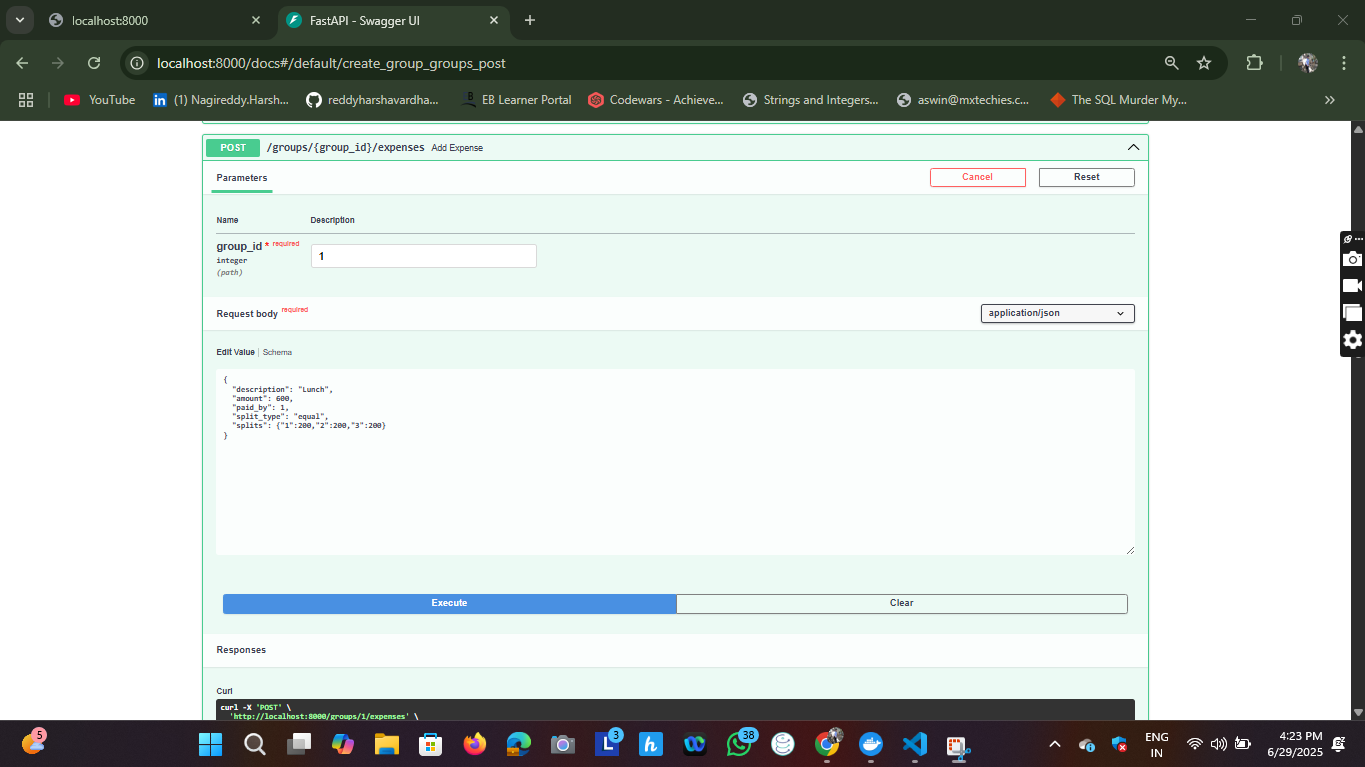 localhost:8000
FastAPI - Swagger UI
localhost:8000/docs#/default/create_group_groups_post
YouTube
(1) Nagireddy.Harsh...
reddyharshavardha...
EB Learner Portal
Codewars - Achieve...
Strings and Integers...
aswin@mxtechies.c...
The SQL Murder My...
POST /groups/{group_id}/expenses Add Expense
Parameters
Cancel
Reset
Name Description
group_id * required
integer
(path)
1
Request body required
application/json
Edit Value | Schema
{
"description": "Lunch",
"amount": 600,
"paid_by": 1,
"split_type": "equal",
"splits": {"1":200,"2":200,"3":200}
}
Execute
Clear
Responses
Curl
curl -X 'POST' \
'http://localhost:8000/groups/1/expenses' \
5
3
38
ENG
IN
4:23 PM
6/29/2025